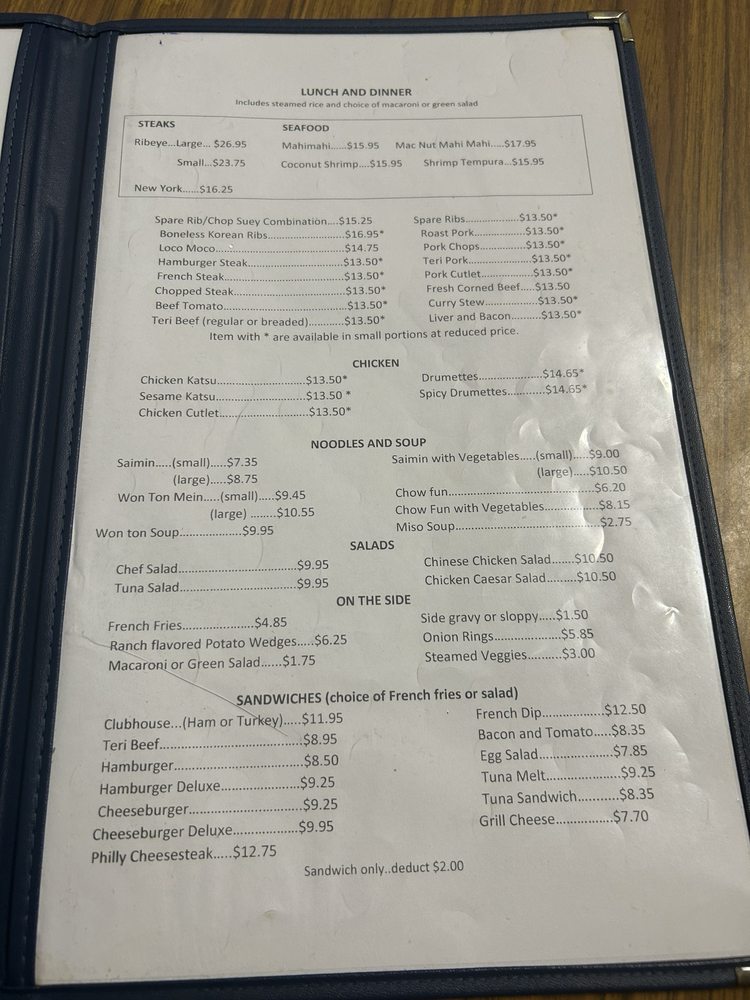 LUNCH AND DINNER
Includes steamed rice and choice of macaroni or green salad
STEAKS
Ribeye...Large... $26.95
Small...$23.75
New York......$16.25
SEAFOOD
Mahimahi......$15.95 Mac Nut Mahi Mahi.....$17.95
Coconut Shrimp....$15.95 Shrimp Tempura...$15.95
Spare Rib/Chop Suey Combination....$15.25
Boneless Korean Ribs........................$16.95*
Loco Moco.......................................$14.75
Hamburger Steak.............................$13.50*
French Steak....................................$13.50*
Chopped Steak.................................$13.50*
Beef Tomato....................................$13.50*
Teri Beef (regular or breaded)...........$13.50*
Spare Ribs................$13.50*
Roast Pork................$13.50*
Pork Chops..............$13.50*
Teri Pork...................$13.50*
Pork Cutlet...............$13.50*
Fresh Corned Beef....$13.50
Curry Stew...............$13.50*
Liver and Bacon.........$13.50*
Item with * are available in small portions at reduced price.
CHICKEN
Chicken Katsu.........................$13.50*
Sesame Katsu..........................$13.50 *
Chicken Cutlet.........................$13.50*
Drumettes...................$14.65*
Spicy Drumettes............$14.65*
NOODLES AND SOUP
Saimin.....(small).....$7.35
(large).....$8.75
Won Ton Mein.....(small).....$9.45
(large) ........$10.55
Won ton Soup.................$9.95
Saimin with Vegetables.....(small).....$9.00
(large).....$10.50
Chow fun........................................$6.20
Chow Fun with Vegetables...............$8.15
Miso Soup.......................................$2.75
SALADS
Chef Salad................................$9.95
Tuna Salad................................$9.95
Chinese Chicken Salad.......$10.50
Chicken Caesar Salad.........$10.50
ON THE SIDE
French Fries......................$4.85
Ranch flavored Potato Wedges.....$6.25
Macaroni or Green Salad......$1.75
Side gravy or sloppy.....$1.50
Onion Rings......................$5.85
Steamed Veggies..........$3.00
SANDWICHES (choice of French fries or salad)
Clubhouse...(Ham or Turkey).....$11.95
Teri Beef...................................$8.95
Hamburger................................$8.50
Hamburger Deluxe....................$9.25
Cheeseburger............................$9.25
Cheeseburger Deluxe................$9.95
Philly Cheesesteak.....$12.75
French Dip...............$12.50
Bacon and Tomato.....$8.35
Egg Salad..................$7.85
Tuna Melt..................$9.25
Tuna Sandwich...........$8.35
Grill Cheese..............$7.70
Sandwich only..deduct $2.00